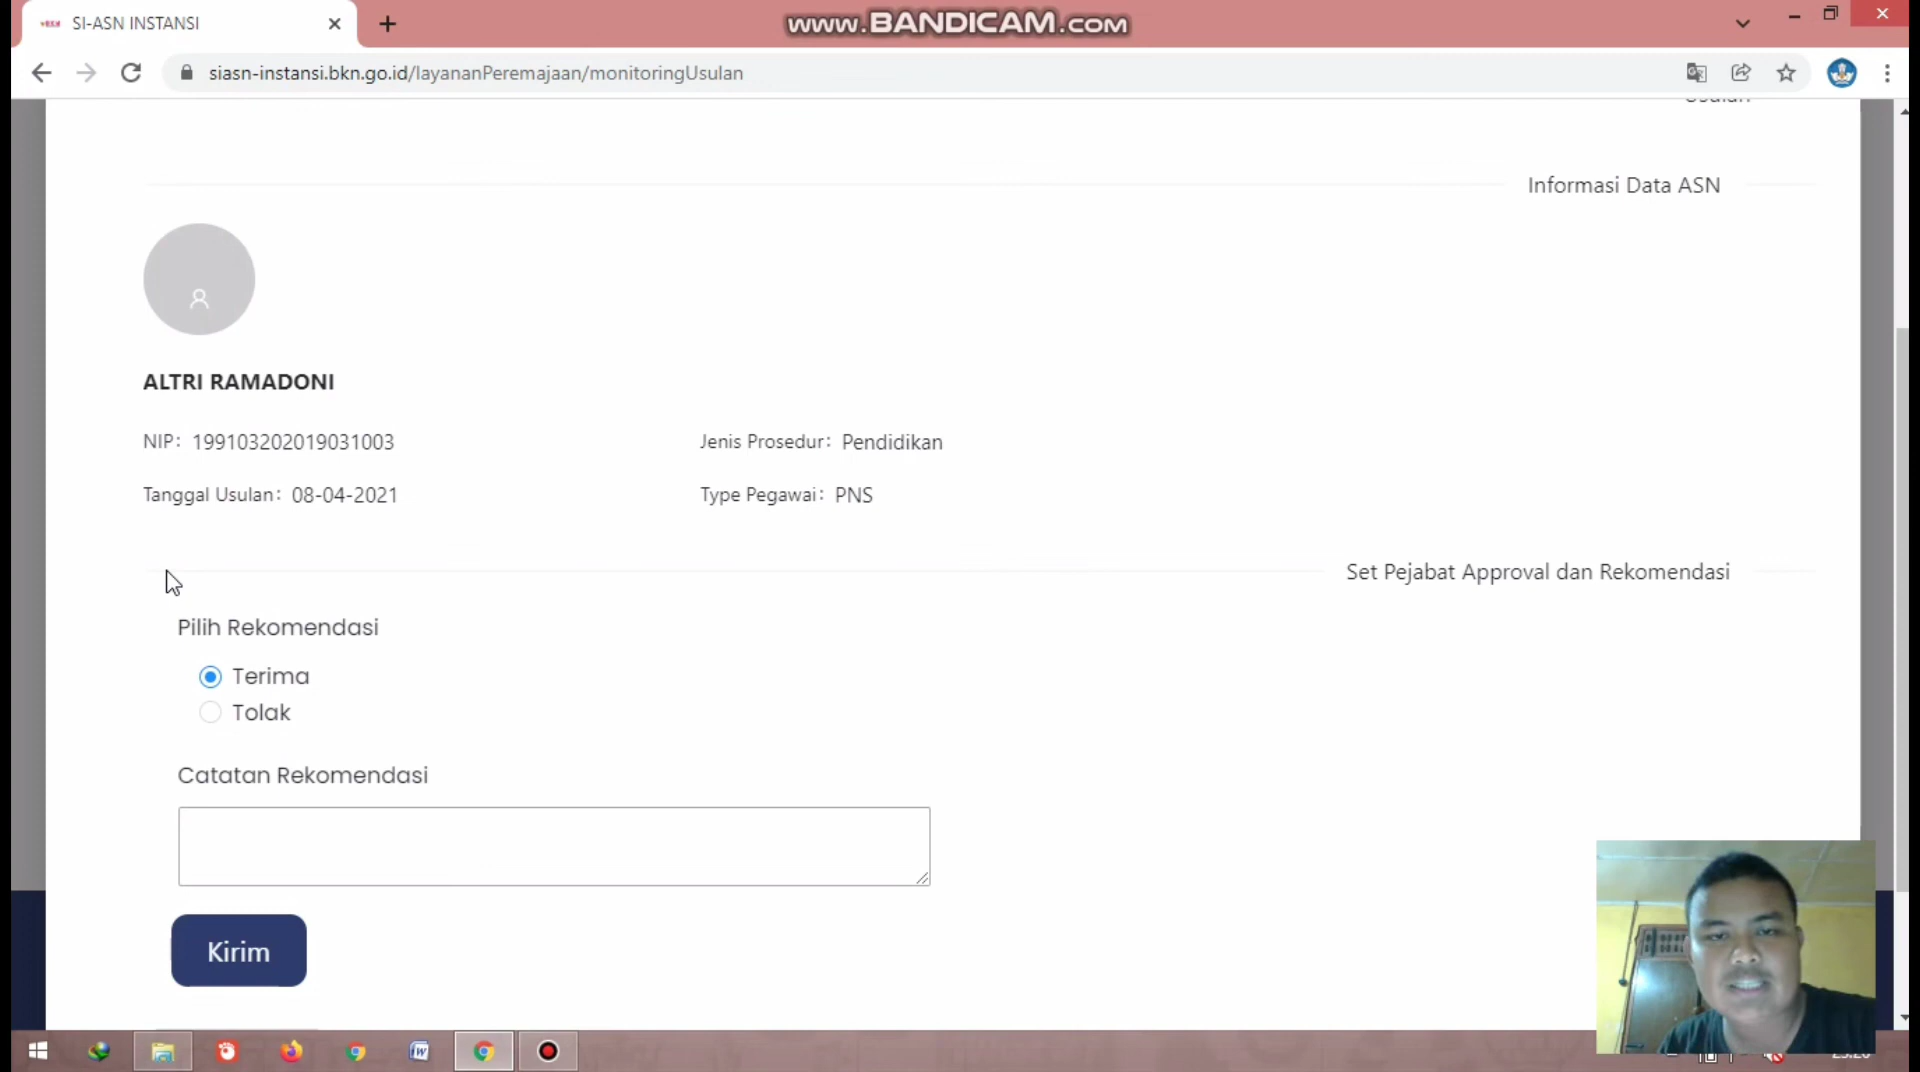 SI-ASN INSTANSI
www.BANDICAM.com
siasn-instansi.bkn.go.id/layananPeremajaan/monitoringUsulan
Usulan
Informasi Data ASN
ALTRI RAMADONI
NIP: 199103202019031003
Jenis Prosedur: Pendidikan
Tanggal Usulan: 08-04-2021
Type Pegawai: PNS
Set Pejabat Approval dan Rekomendasi
Pilih Rekomendasi
Terima
Tolak
Catatan Rekomendasi
Kirim